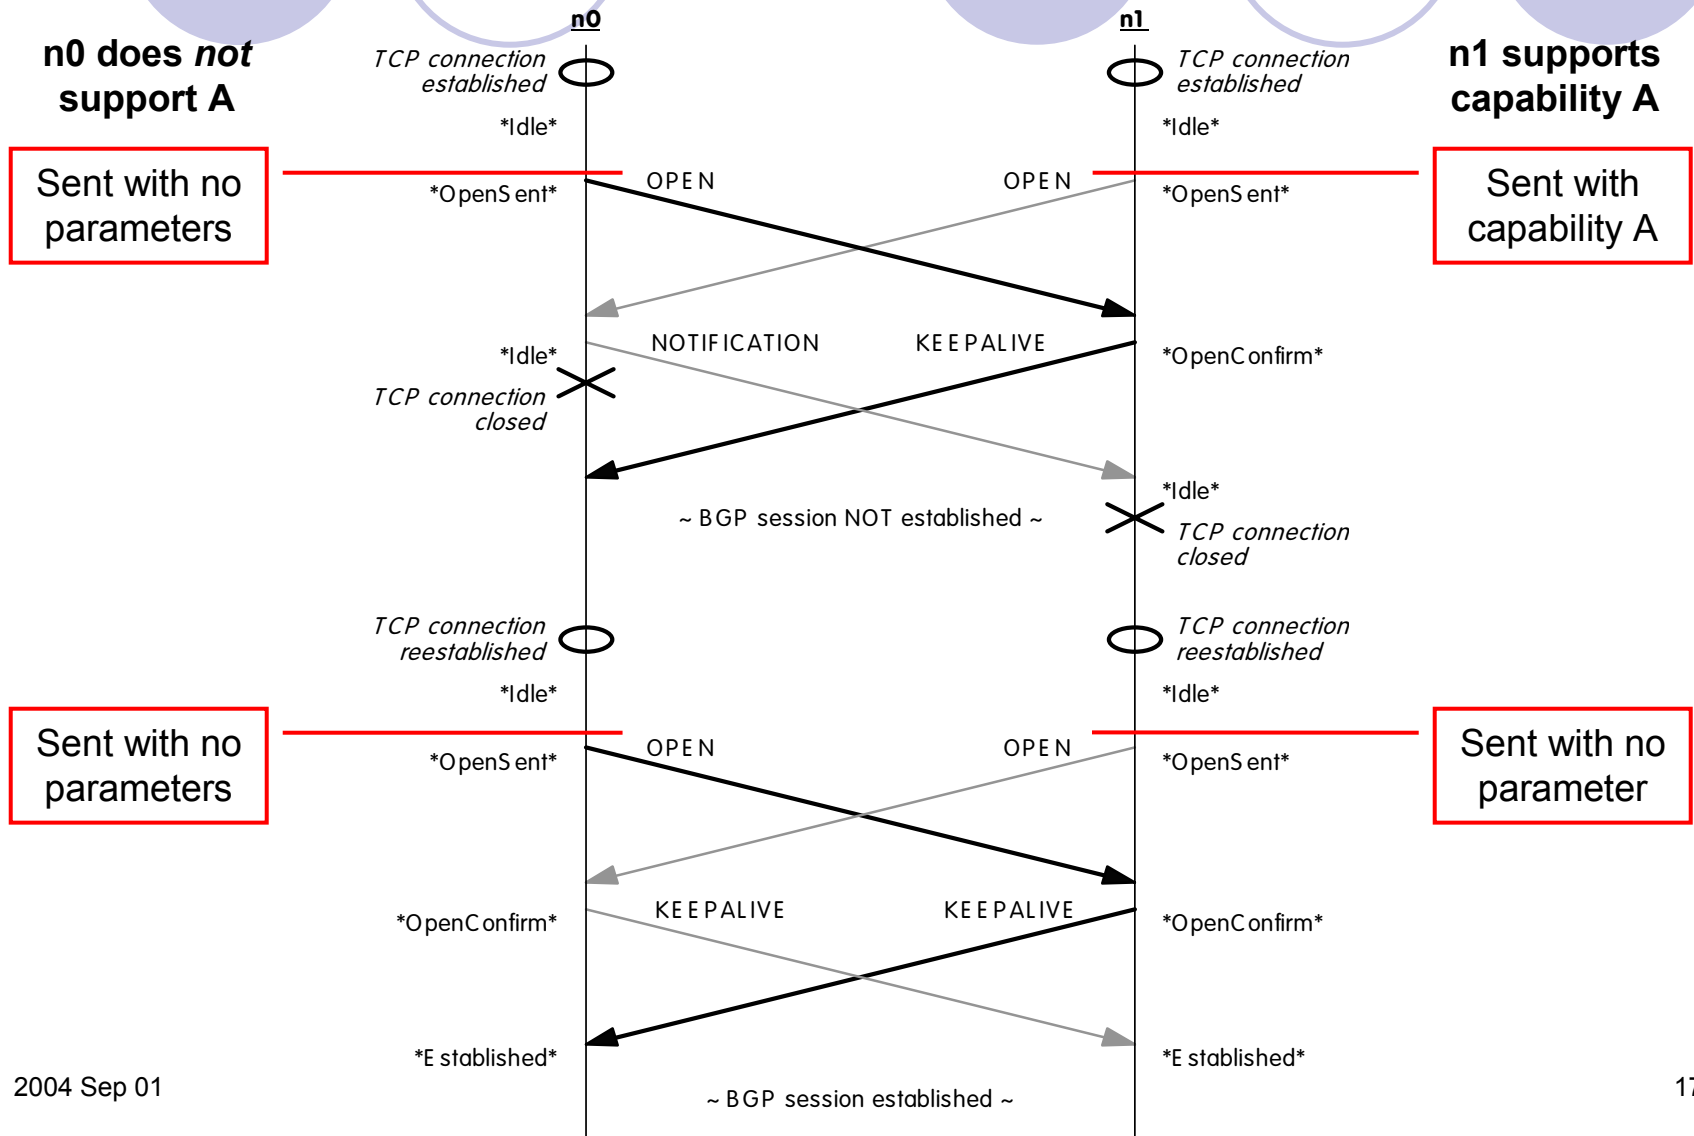 n0
n1
n0 does not
support A
TCP connection
established
TCP connection
established
n1 supports
capability A
*Idle*
*Idle*
Sent with no
parameters
*OpenSent*
OPEN
OPEN
*OpenSent*
Sent with
capability A
*Idle*
NOTIFICATION
KEEPALIVE
*OpenConfirm*
TCP connection
closed
*Idle*
~ BGP session NOT established ~
TCP connection
closed
TCP connection
reestablished
TCP connection
reestablished
*Idle*
*Idle*
Sent with no
parameters
*OpenSent*
OPEN
OPEN
*OpenSent*
Sent with no
parameter
*OpenConfirm*
KEEPALIVE
KEEPALIVE
*OpenConfirm*
*Established*
*Established*
2004 Sep 01
~ BGP session established ~
17